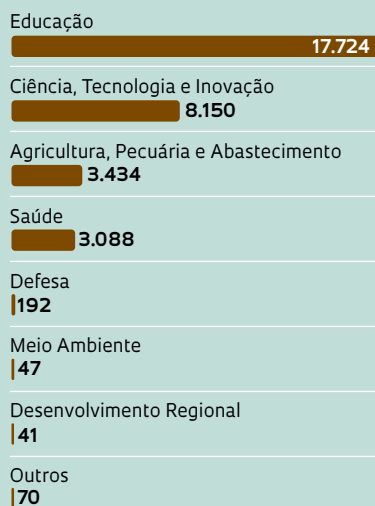 Educação
17.724
Ciência, Tecnologia e Inovação
8.150
Agricultura, Pecuária e Abastecimento
3.434
Saúde
3.088
Defesa
192
Meio Ambiente
47
Desenvolvimento Regional
41
Outros
70